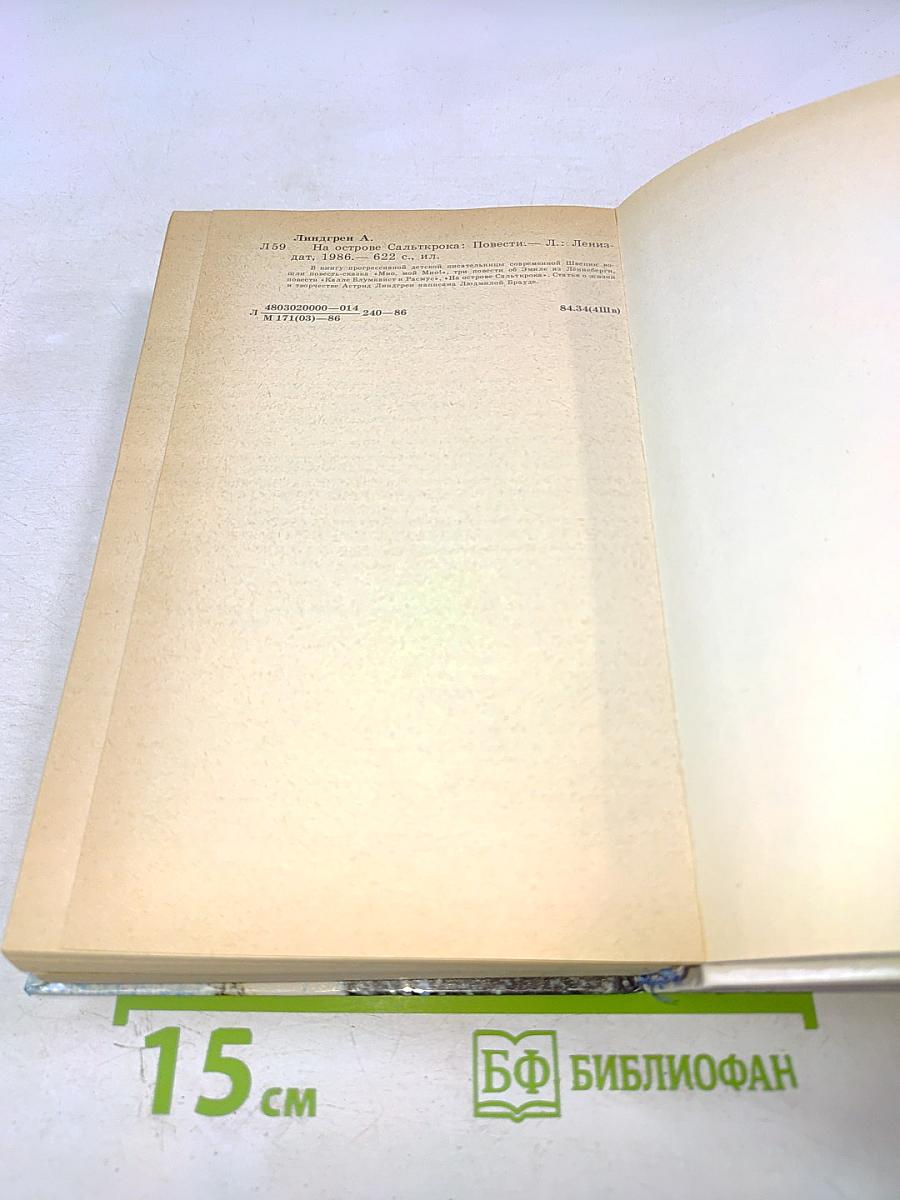 Линдгрен А.
Л59 На острове Сальткрока: Повести.— Л.: Лениз-
дат, 1986.— 622 с., ил.
В книгу прогрессивной детской писательницы современной Швеции во-
шли повесть-сказка «Мио, мой Мио!», три повести об Эмиле из Лённеберги,
повести «Калле Блумквист и Расмус», «На острове Сальткрока». Статья о жизни
и творчестве Астрид Линдгрен написана Людмилой Брауде.
Л 4803020000—014 240—86 84.34(4Шв)
М171(03)—86
15 см
БФ БИБЛИОФАН